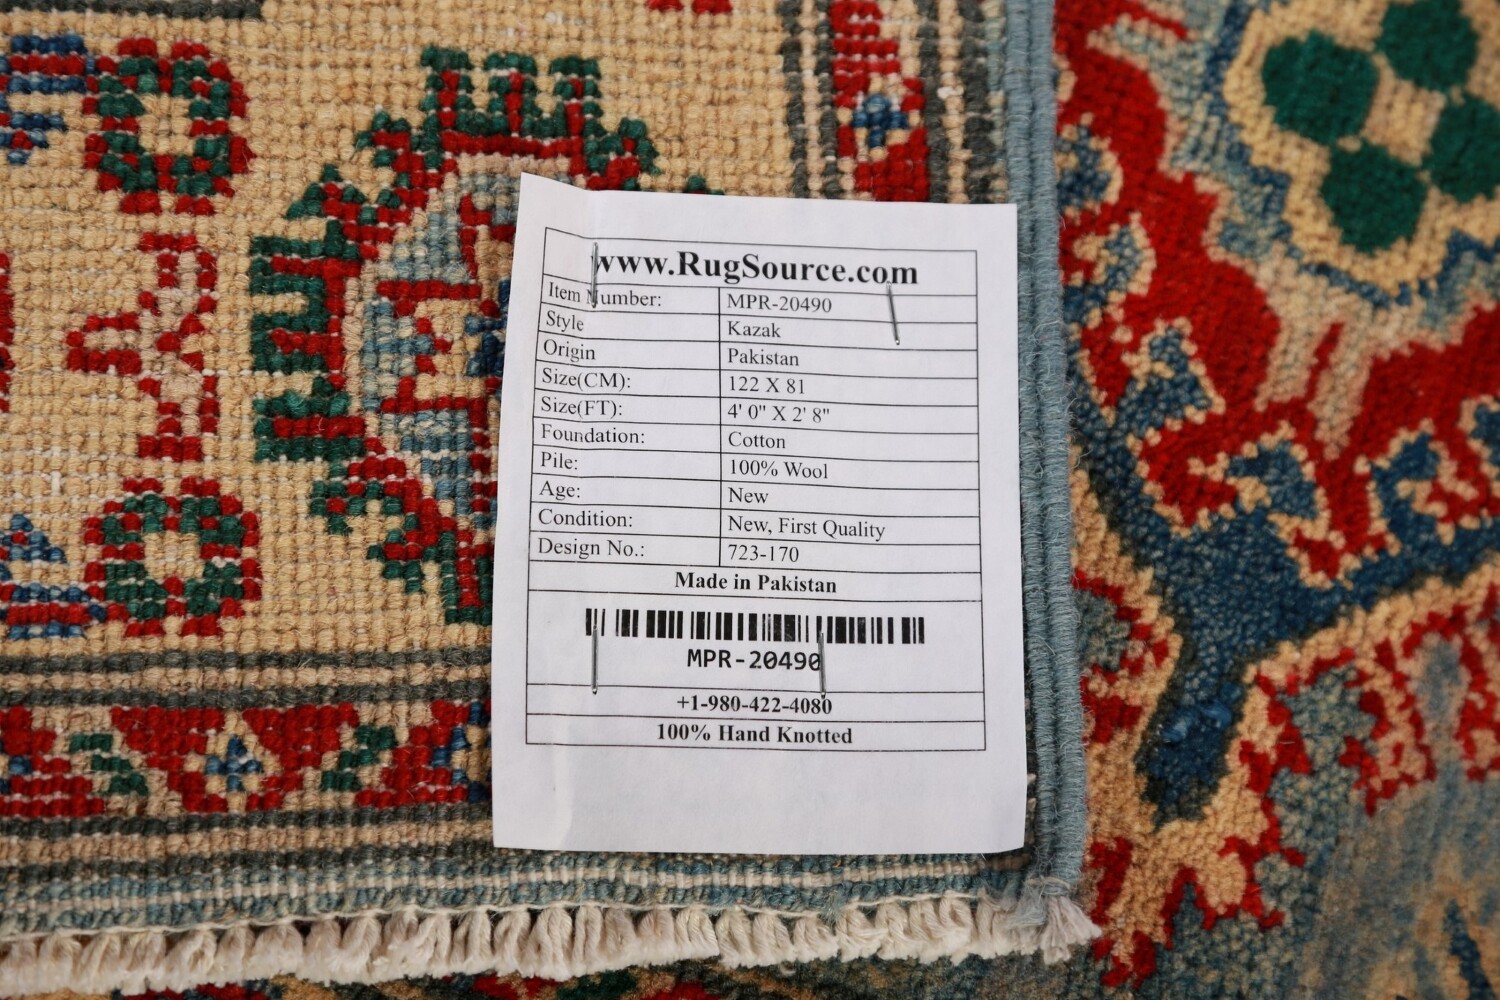 www.RugSource.com
Item Number: MPR-20490
Style Kazak
Origin Pakistan
Size(CM): 122 X 81
Size(FT): 4' 0" X 2' 8"
Foundation: Cotton
Pile: 100% Wool
Age: New
Condition: New, First Quality
Design No.: 723-170
Made in Pakistan
MPR-20490
+1-980-422-4080
100% Hand Knotted